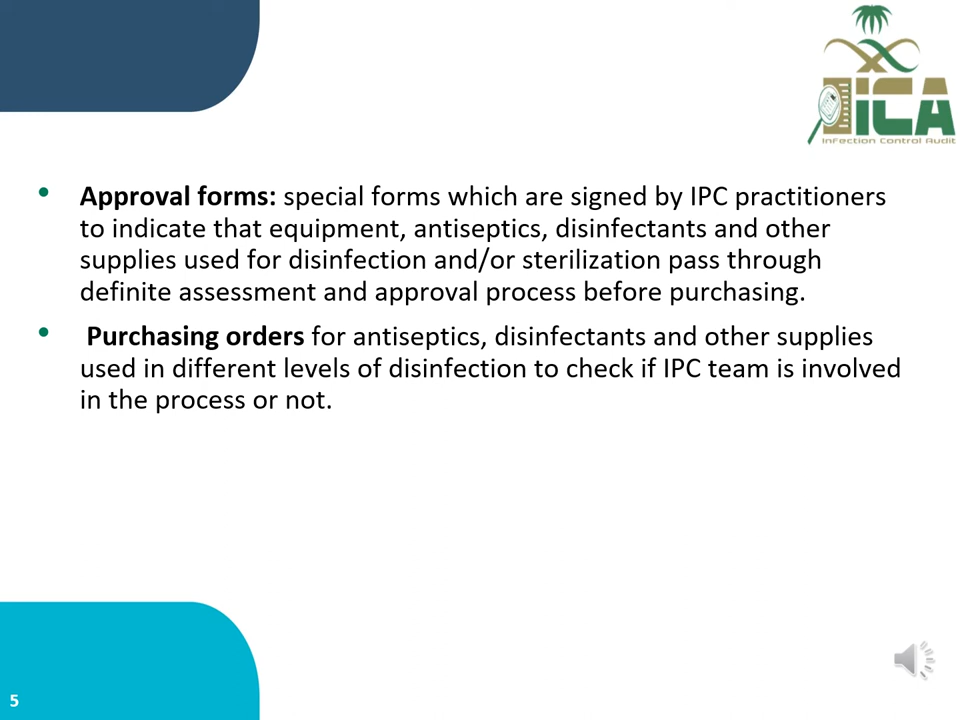 iCA
Infection Control Audit
• Approval forms: special forms which are signed by IPC practitioners
to indicate that equipment, antiseptics, disinfectants and other
supplies used for disinfection and/or sterilization pass through
definite assessment and approval process before purchasing.
• Purchasing orders for antiseptics, disinfectants and other supplies
used in different levels of disinfection to check if IPC team is involved
in the process or not.
5